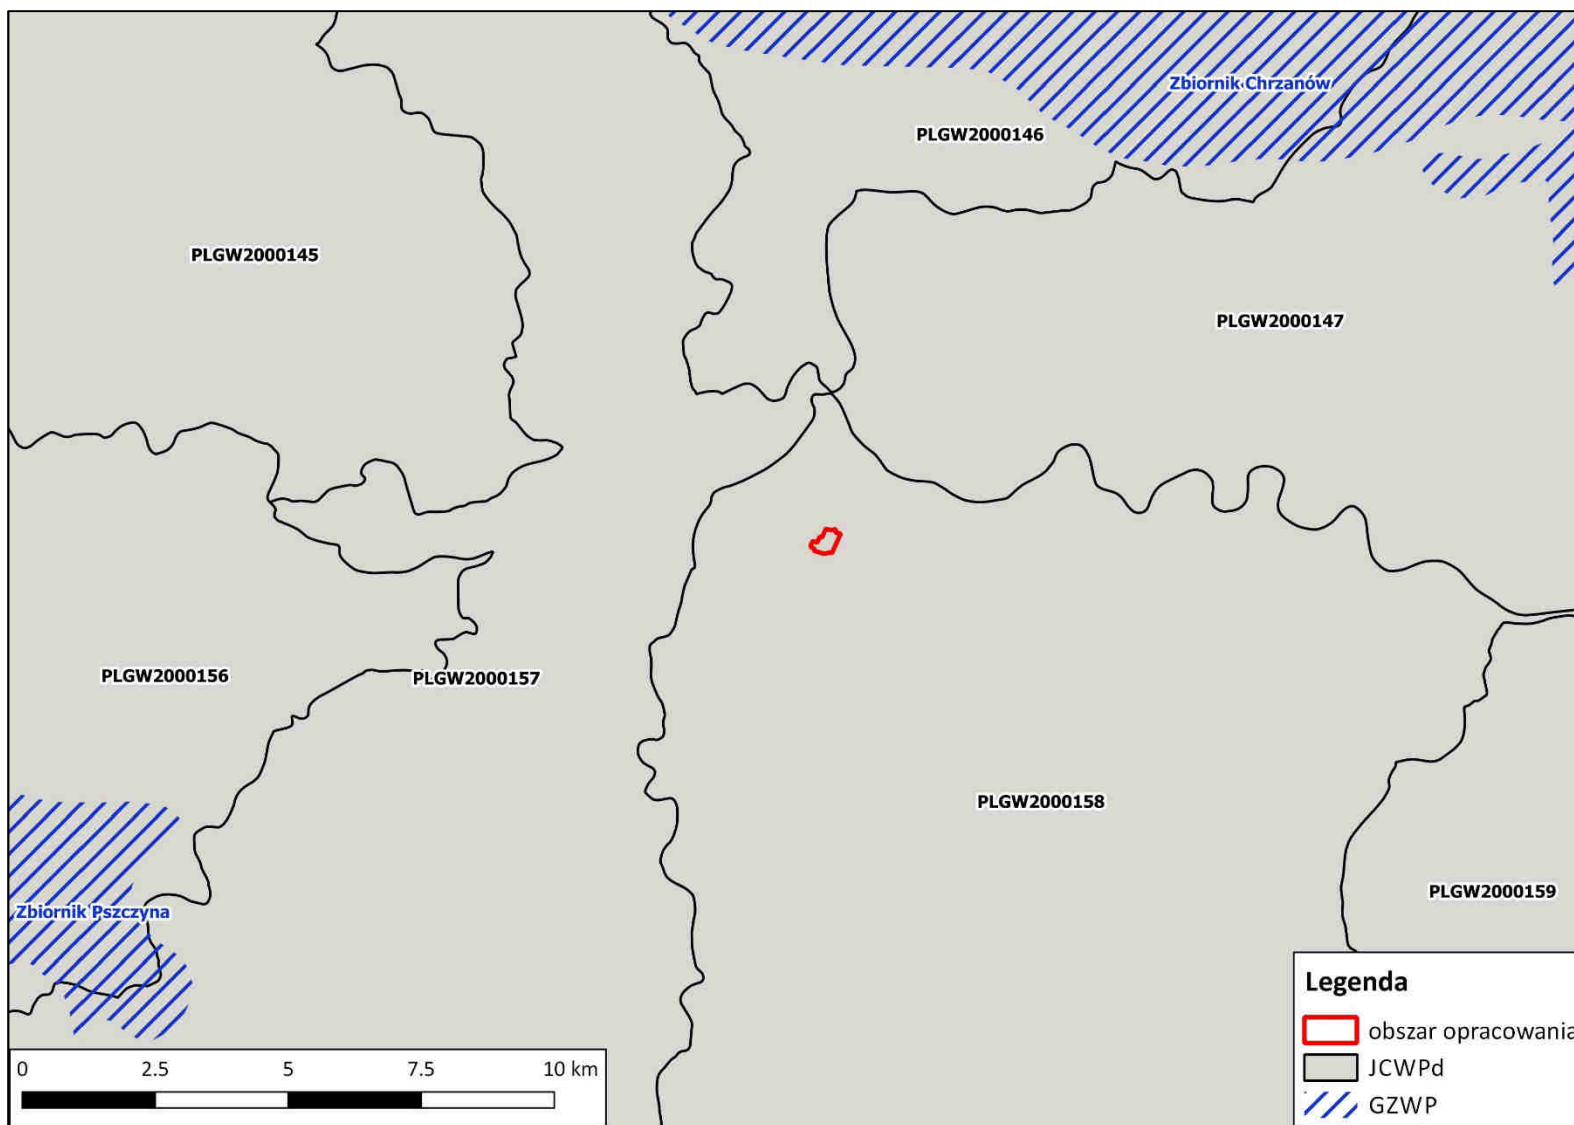 Zbiornik Chrzanów
PLGW2000146
PLGW2000145
PLGW2000147
PLGW2000156
PLGW2000157
PLGW2000158
PLGW2000159
Zbiornik Pszczyna
Legenda
obszar opracowania
JCWPd
GZWP
0 2.5 5 7.5 10 km